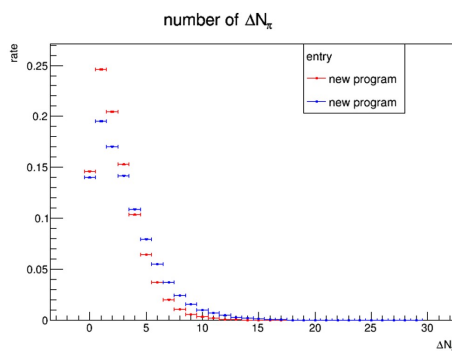 number of ΔNπ
rate
entry
new program
new program
0.25
0.2
0.15
0.1
0.05
0
0 5 10 15 20 25 30
ΔN